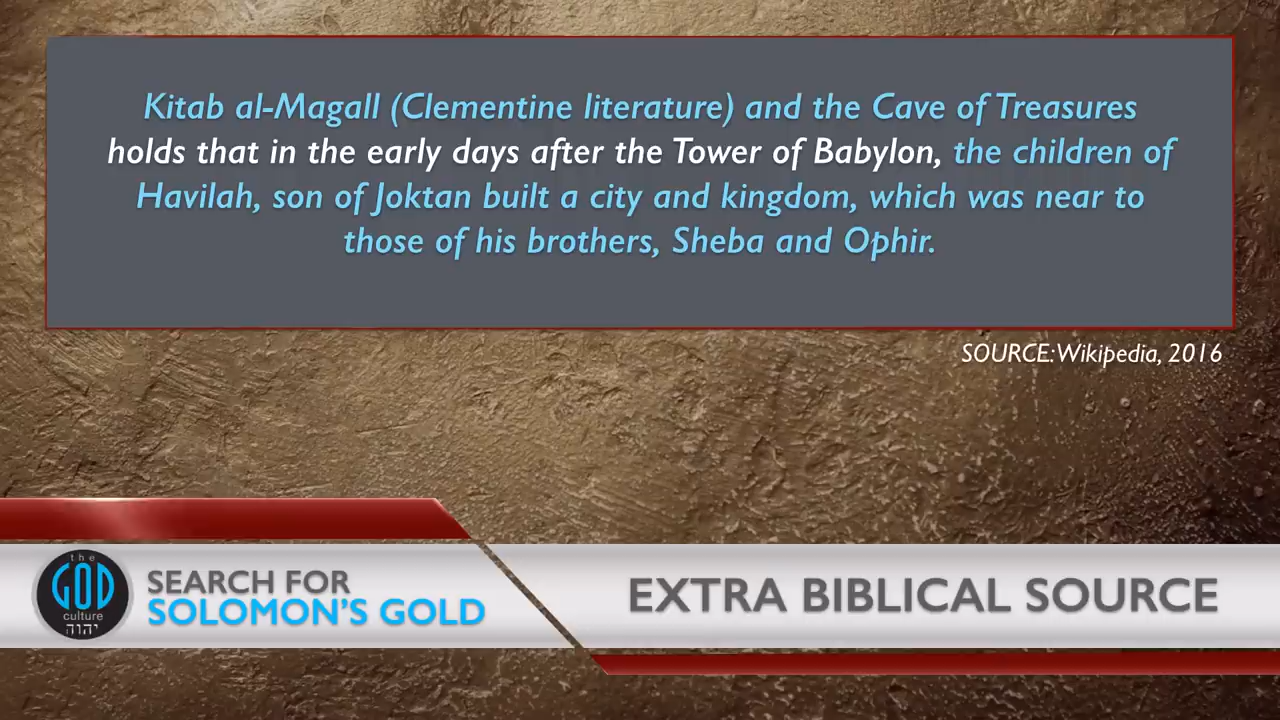 Kitab al-Magall (Clementine literature) and the Cave of Treasures
holds that in the early days after the Tower of Babylon, the children of
Havilah, son of Joktan built a city and kingdom, which was near to
those of his brothers, Sheba and Ophir.
SOURCE: Wikipedia, 2016
the
GOD
culture
יהוה
SEARCH FOR
SOLOMON'S GOLD
EXTRA BIBLICAL SOURCE